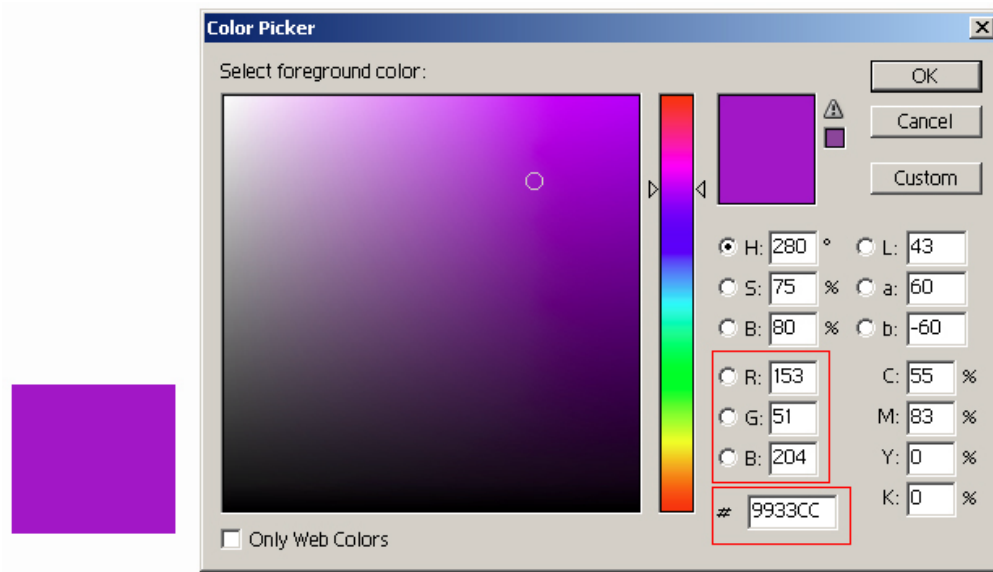 Color Picker
Select foreground color:
OK
Cancel
Custom
H: 280 °
S: 75 %
B: 80 %
R: 153
G: 51
B: 204
# 9933CC
L: 43
a: 60
b: -60
C: 55 %
M: 83 %
Y: 0 %
K: 0 %
Only Web Colors